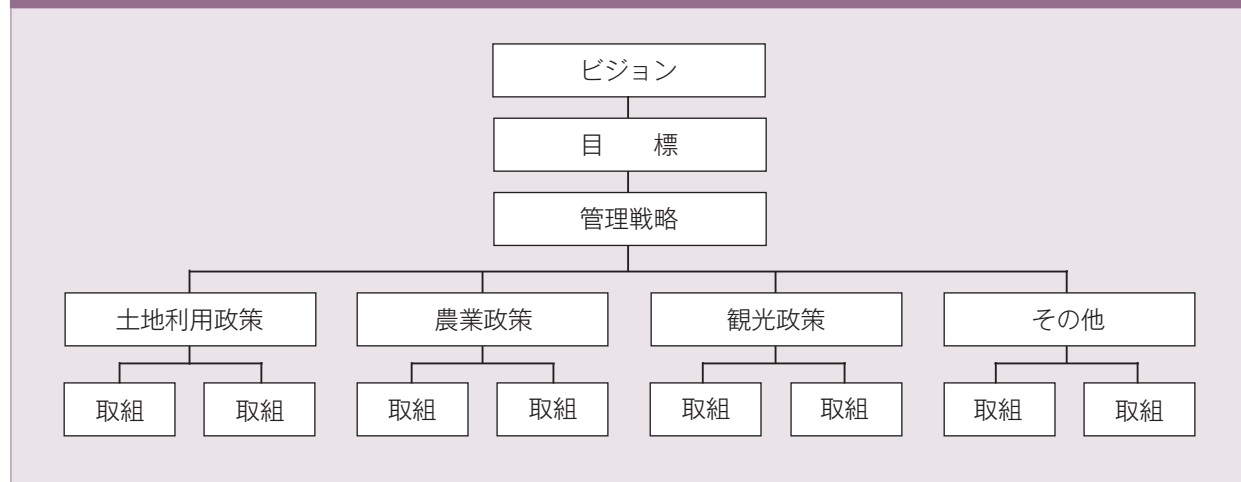 ビジョン
目　標
管理戦略
土地利用政策
農業政策
観光政策
その他
取組
取組
取組
取組
取組
取組
取組
取組